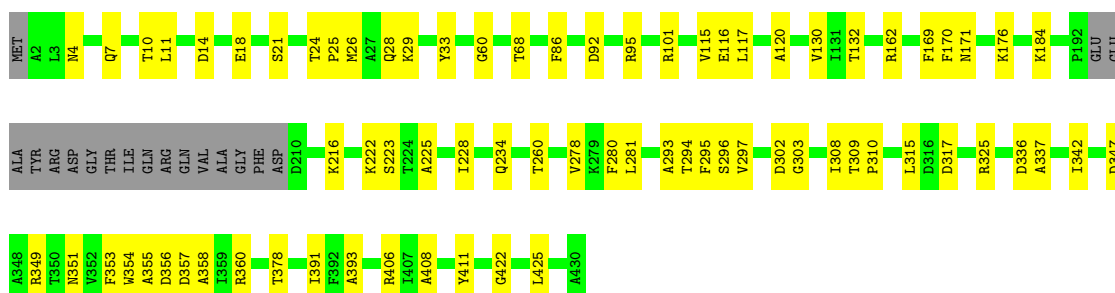 MET A2 L3 N4 Q7 T10 L11 D14 E18 S21 T24 P25 M26 A27 Q28 K29 Y33 G60 T68 F86 D92 R95 R101 V115 E116 L117 A120 V130 I131 T132 R162 F169 F170 N171 K176 K184 P192 GLU GLU
ALA TYR ARG ASP GLY THR ILE GLN ARG GLN VAL ALA GLY PHE ASP D210 K216 K222 S223 T224 A225 I228 Q234 T260 V278 K279 F280 L281 A293 T294 F295 S296 V297 D302 G303 I308 T309 P310 L315 D316 D317 R325 D336 A337 I342
A348 R349 T350 N351 V352 F353 W354 A355 D356 D357 A358 I359 R360 T378 I391 F392 A393 R406 I407 A408 Y411 G422 L425 A430